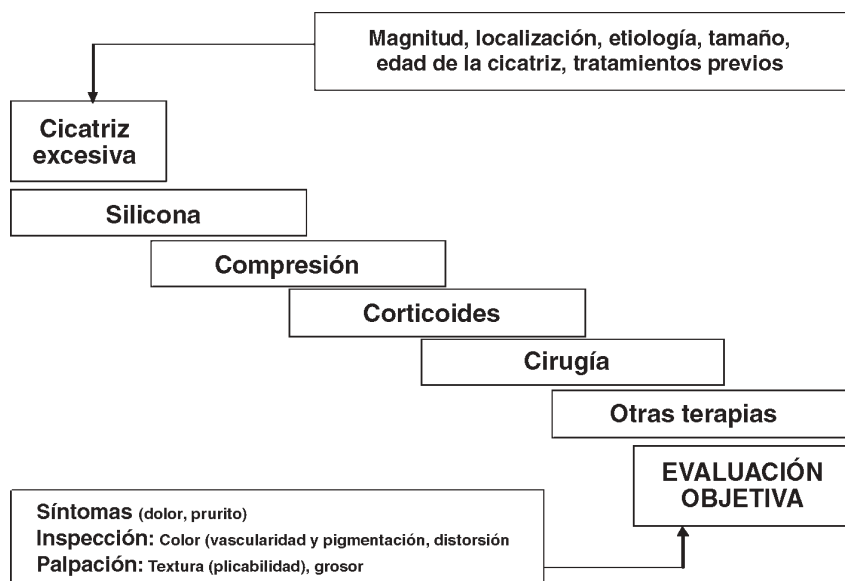 Magnitud, localización, etiología, tamaño,
edad de la cicatriz, tratamientos previos
Cicatriz
excesiva
Silicona
Compresión
Corticoides
Cirugía
Otras terapias
EVALUACIÓN
OBJETIVA
Síntomas (dolor, prurito)
Inspección: Color (vascularidad y pigmentación, distorsión
Palpación: Textura (plicabilidad), grosor